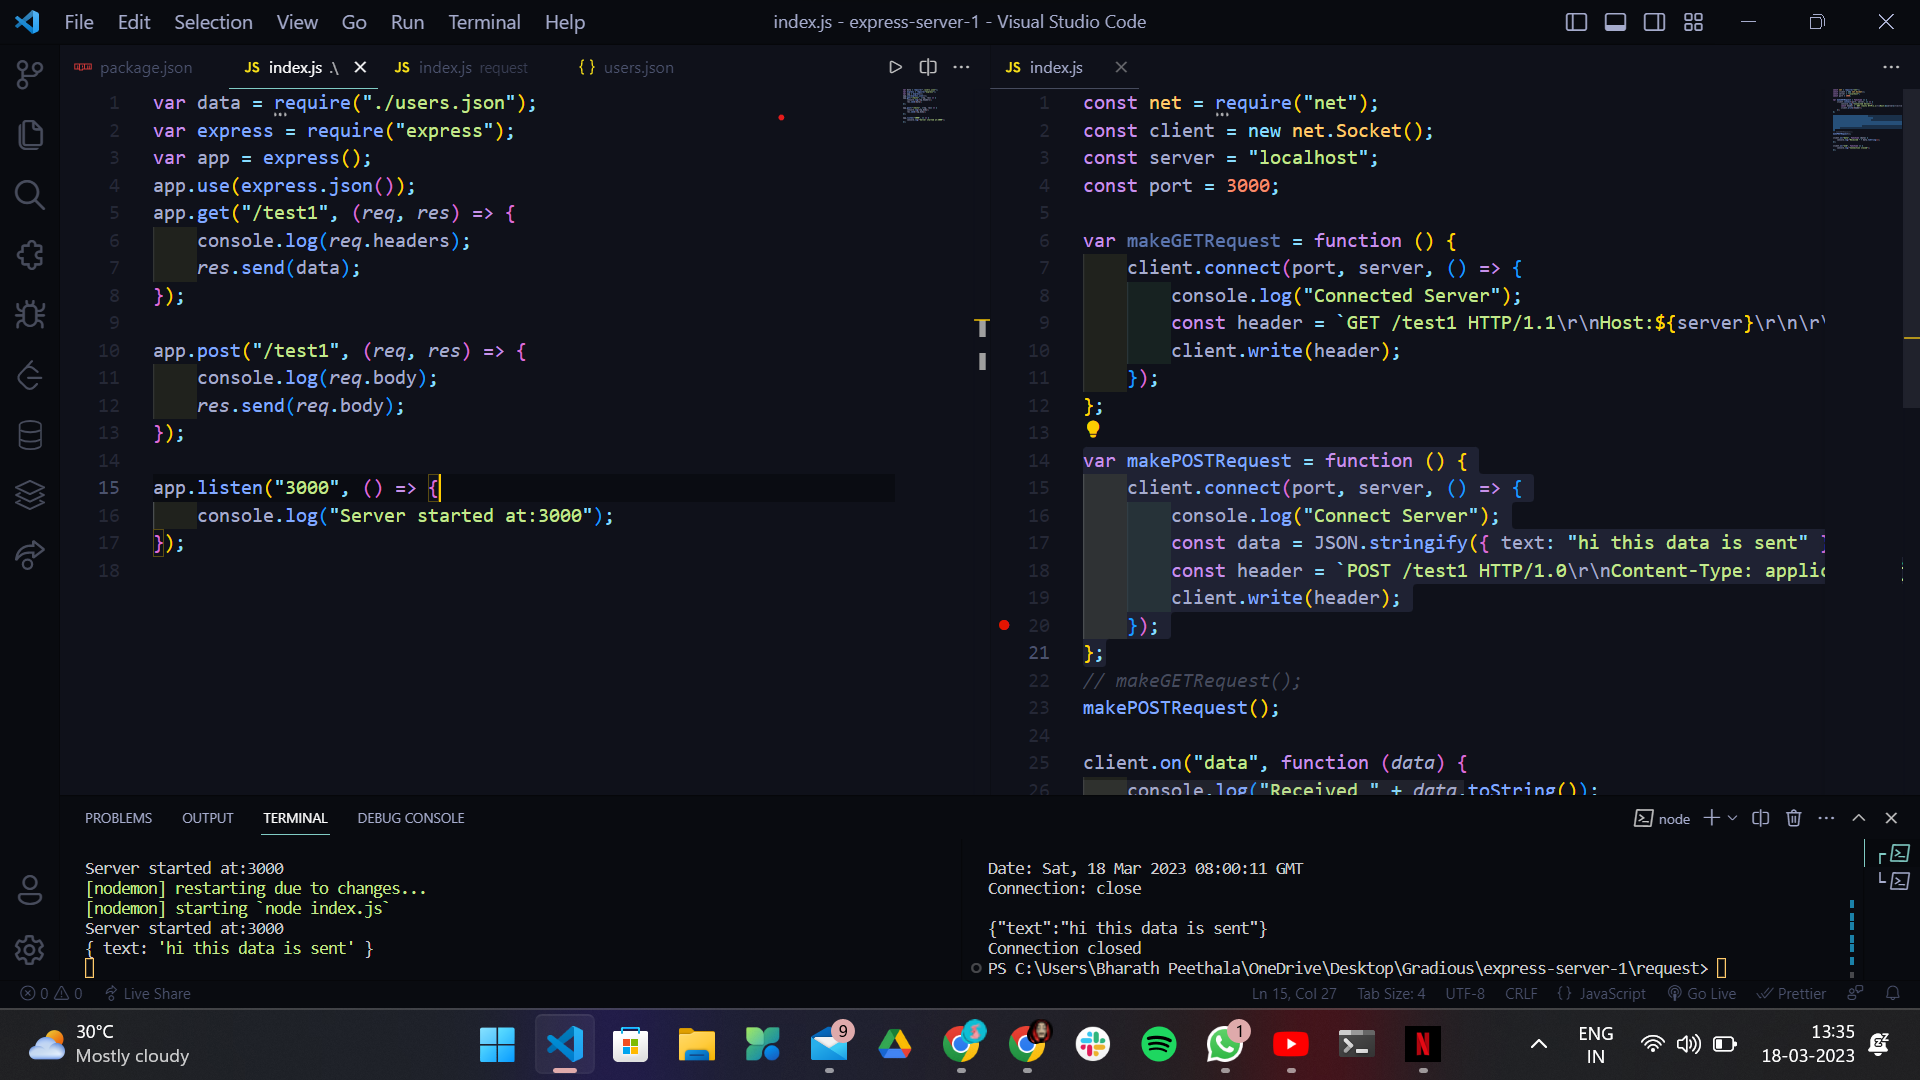 File Edit Selection View Go Run Terminal Help
index.js - express-server-1 - Visual Studio Code
package.json
JS index.js .\
JS index.js request
{ } users.json
1 var data = require("./users.json");
2 var express = require("express");
3 var app = express();
4 app.use(express.json());
5 app.get("/test1", (req, res) => {
6 console.log(req.headers);
7 res.send(data);
8 });
9
10 app.post("/test1", (req, res) => {
11 console.log(req.body);
12 res.send(req.body);
13 });
14
15 app.listen("3000", () => {
16 console.log("Server started at:3000");
17 });
18
JS index.js
1 const net = require("net");
2 const client = new net.Socket();
3 const server = "localhost";
4 const port = 3000;
5
6 var makeGETRequest = function () {
7 client.connect(port, server, () => {
8 console.log("Connected Server");
9 const header = `GET /test1 HTTP/1.1\r\nHost:${server}\r\n\r\
10 client.write(header);
11 });
12 };
13
14 var makePOSTRequest = function () {
15 client.connect(port, server, () => {
16 console.log("Connect Server");
17 const data = JSON.stringify({ text: "hi this data is sent" }
18 const header = `POST /test1 HTTP/1.0\r\nContent-Type: applic
19 client.write(header);
20 });
21 };
22 // makeGETRequest();
23 makePOSTRequest();
24
25 client.on("data", function (data) {
26 console.log("Received " + data.toString());
PROBLEMS OUTPUT TERMINAL DEBUG CONSOLE
node
Server started at:3000
[nodemon] restarting due to changes...
[nodemon] starting `node index.js`
Server started at:3000
{ text: 'hi this data is sent' }
Date: Sat, 18 Mar 2023 08:00:11 GMT
Connection: close
{"text":"hi this data is sent"}
Connection closed
PS C:\Users\Bharath Peethala\OneDrive\Desktop\Gradious\express-server-1\request>
0 0 Live Share
Ln 15, Col 27 Tab Size: 4 UTF-8 CRLF { } JavaScript Go Live Prettier
30°C
Mostly cloudy
9
1
ENG
IN
13:35
18-03-2023